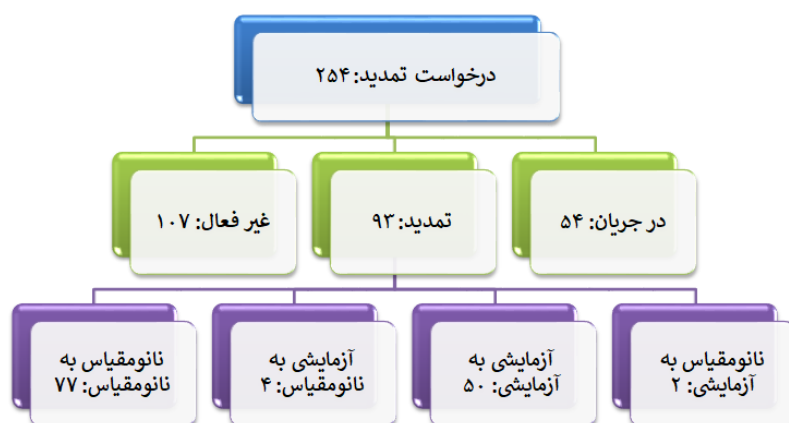 درخواست تمدید: ۲۵۴
در جریان: ۵۴
تمدید: ۹۳
غیر فعال: ۱۰۷
نانومقیاس به
آزمایشی: ۲
آزمایشی به
آزمایشی: ۵۰
آزمایشی به
نانومقیاس: ۴
نانومقیاس به
نانومقیاس: ۷۷